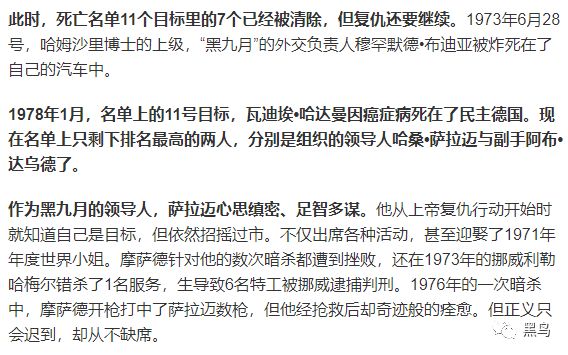 此时，死亡名单11个目标里的7个已经被清除，但复仇还要继续。1973年6月28
号，哈姆沙里博士的上级，“黑九月”的外交负责人穆罕默德•布迪亚被炸死在了
自己的汽车中。
1978年1月，名单上的11号目标，瓦迪埃•哈达曼因癌症病死在了民主德国。现
在名单上只剩下排名最高的两人，分别是组织的领导人哈桑•萨拉迈与副手阿布•
达乌德了。
作为黑九月的领导人，萨拉迈心思缜密、足智多谋。他从上帝复仇行动开始时
就知道自己是目标，但依然招摇过市。不仅出席各种活动，甚至迎娶了1971年
年度世界小姐。摩萨德针对他的数次暗杀都遭到挫败，还在1973年的挪威利勒
哈梅尔错杀了1名服务，生导致6名特工被挪威逮捕判刑。1976年的一次暗杀
中，摩萨德开枪打中了萨拉迈数枪，但他经抢救后却奇迹般的痊愈。但正义只
会迟到，却从不缺席。
黑鸟